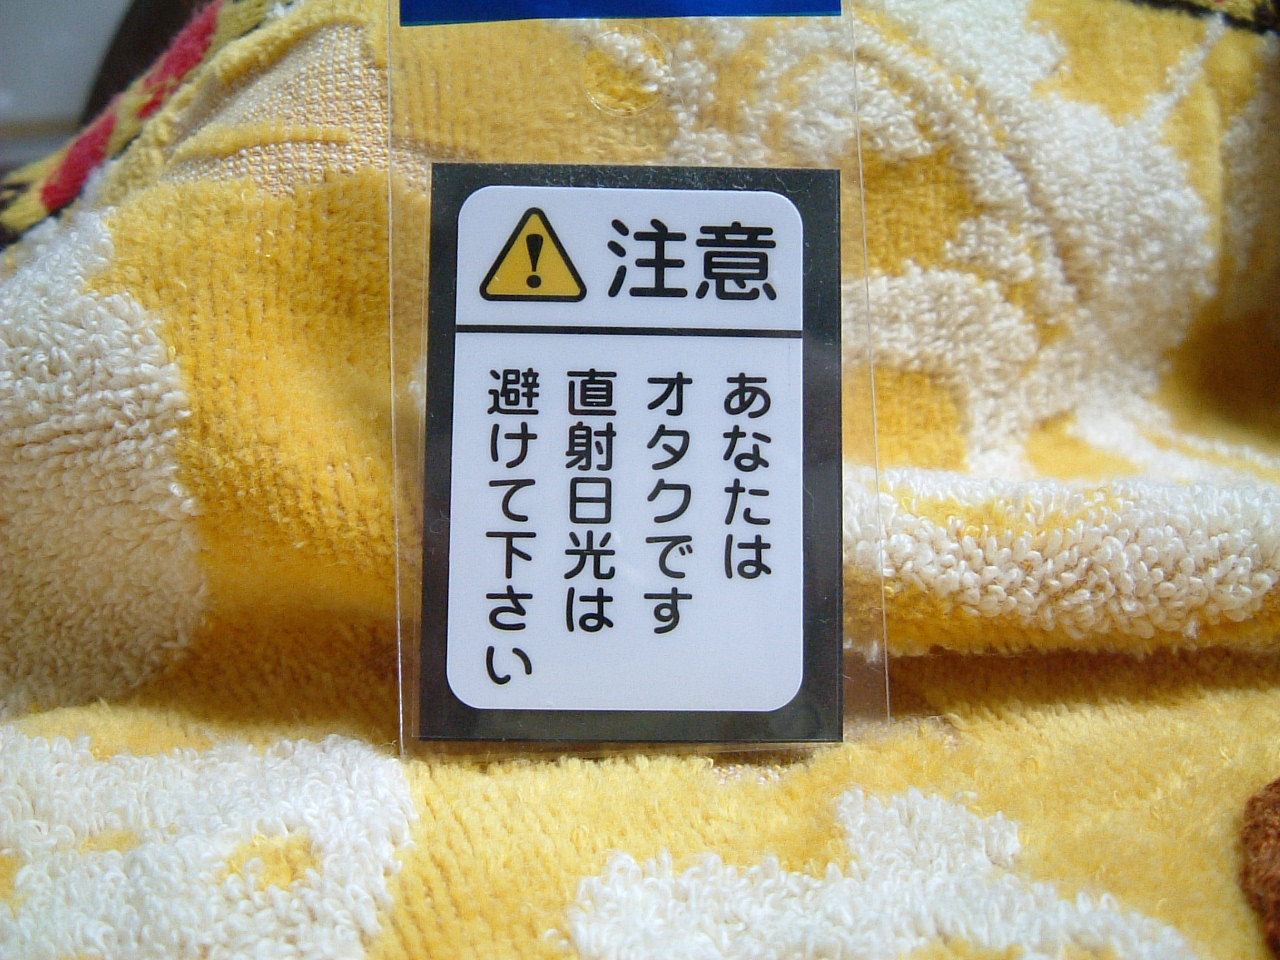 注意
あなたは
オタクです
直射日光は
避けて下さい